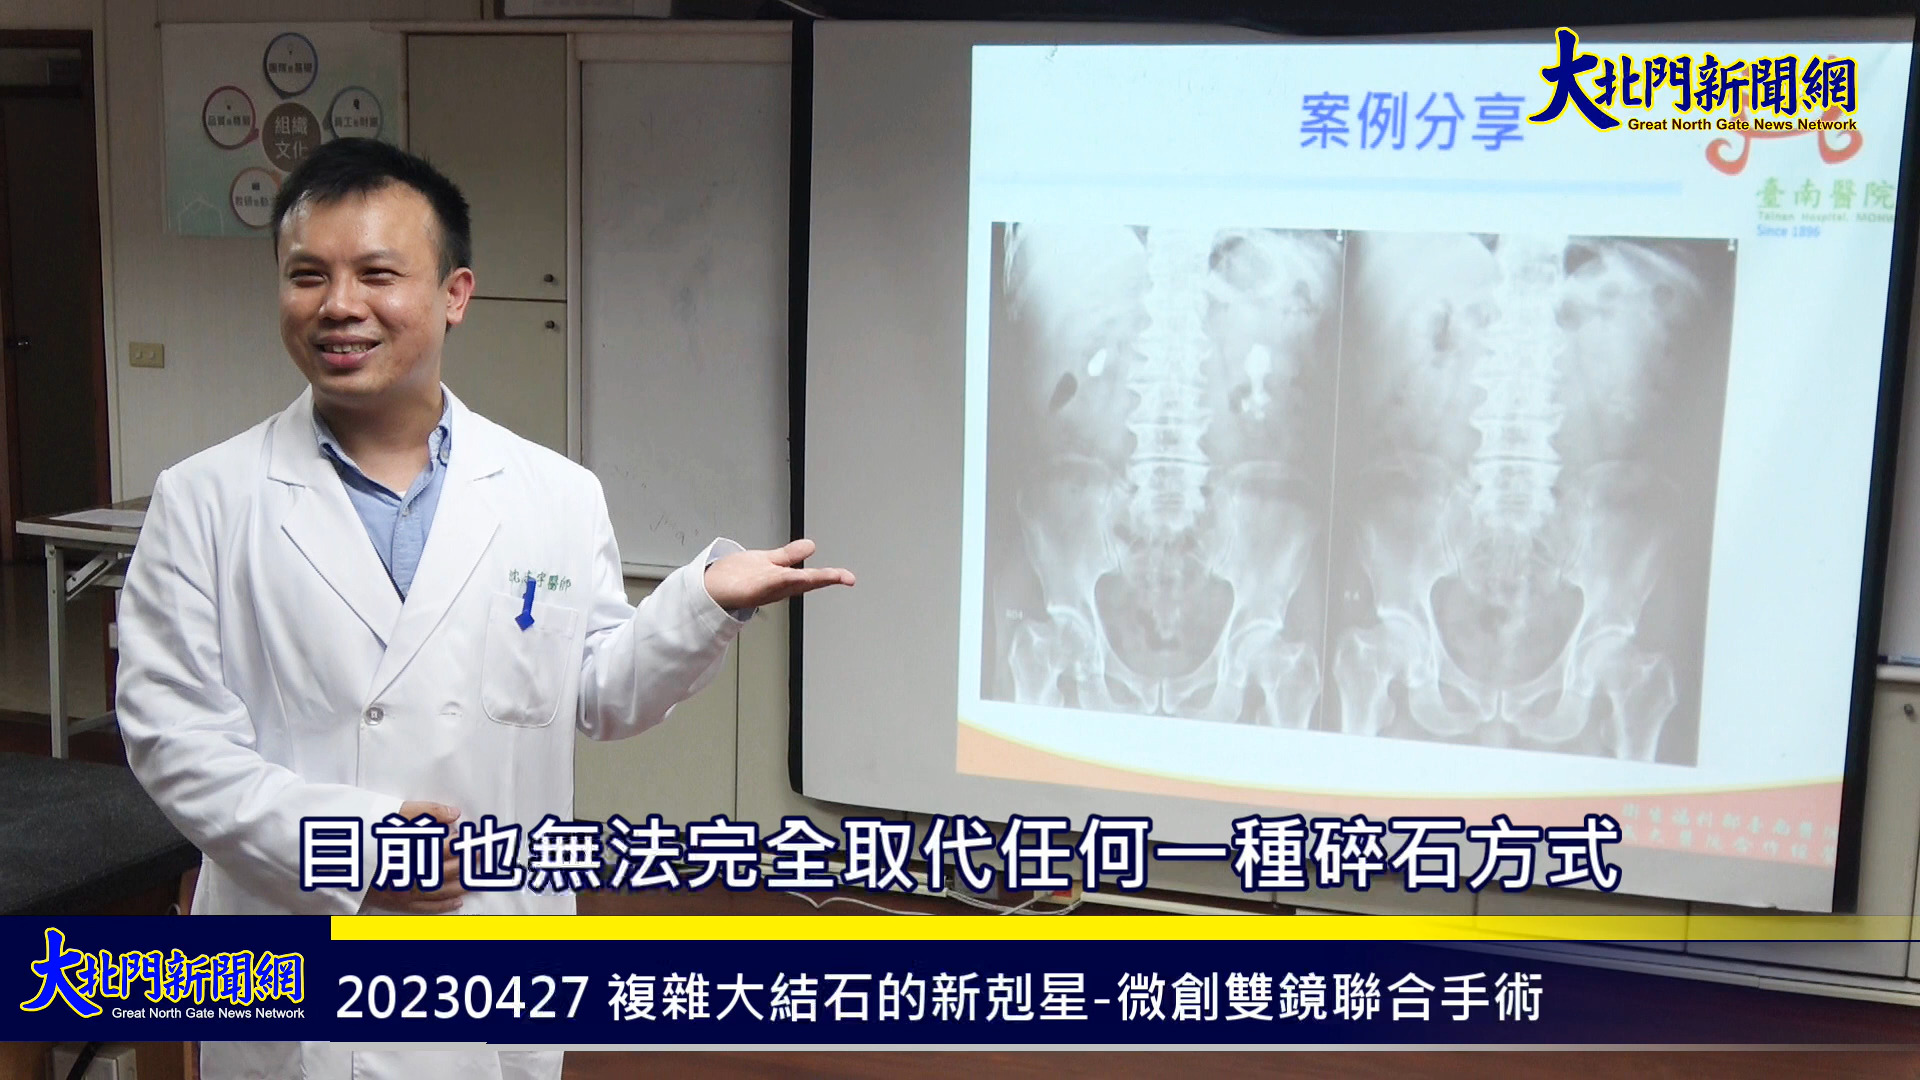 大北門新聞網
Great North Gate News Network
案例分享
臺南醫院
Tainan Hospital, MOHW
Since 1896
組織
文化
目前也無法完全取代任何一種碎石方式
大北門新聞網
Great North Gate News Network
20230427 複雜大結石的新剋星-微創雙鏡聯合手術